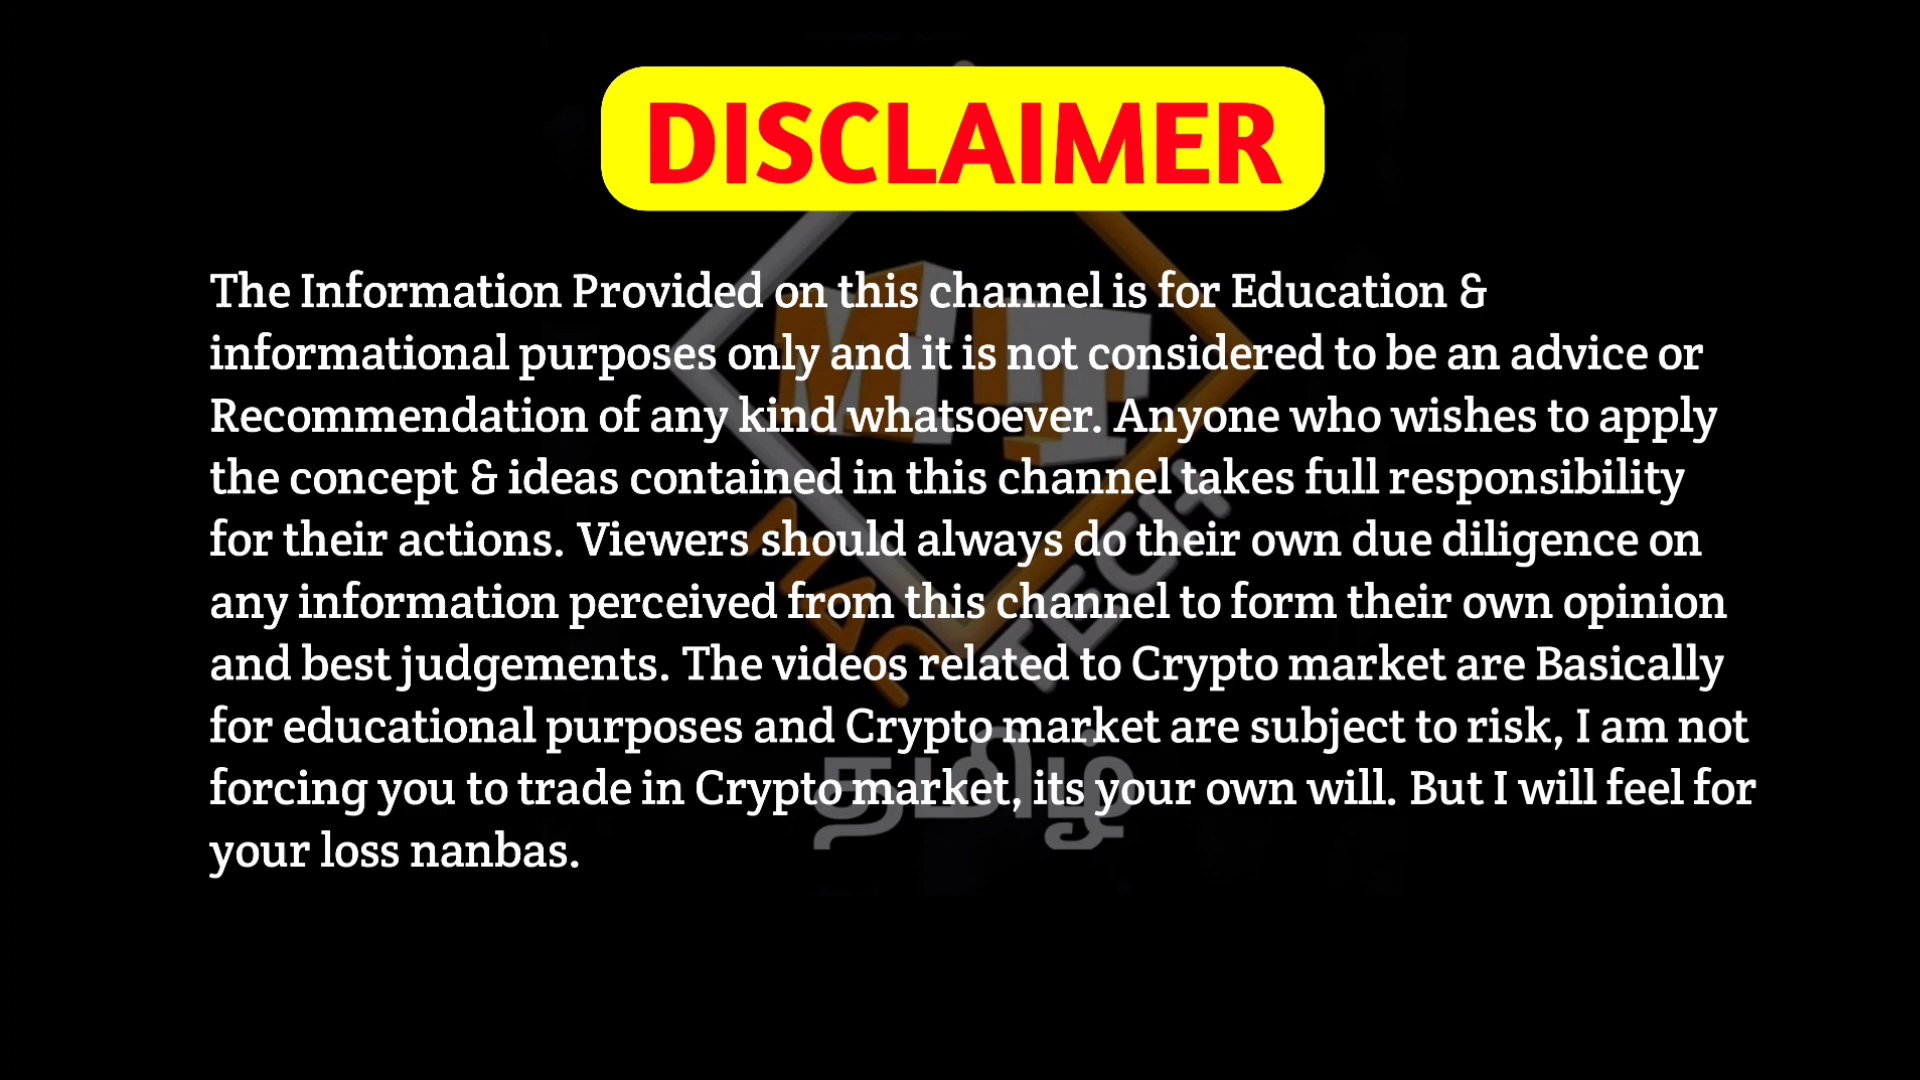 DISCLAIMER
The Information Provided on this channel is for Education &
informational purposes only and it is not considered to be an advice or
Recommendation of any kind whatsoever. Anyone who wishes to apply
the concept & ideas contained in this channel takes full responsibility
for their actions. Viewers should always do their own due diligence on
any information perceived from this channel to form their own opinion
and best judgements. The videos related to Crypto market are Basically
for educational purposes and Crypto market are subject to risk, I am not
forcing you to trade in Crypto market, its your own will. But I will feel for
your loss nanbas.
MT
TECH
தமிழ்